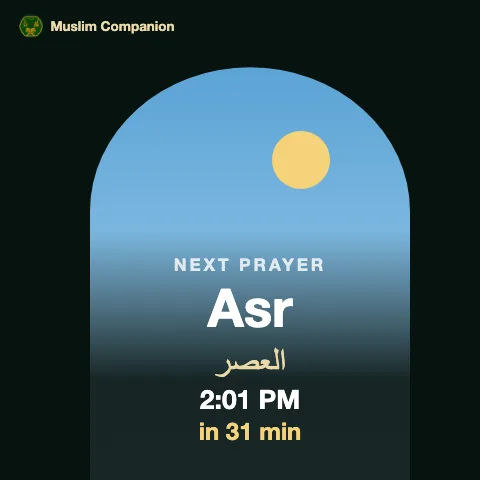 Muslim Companion
NEXT PRAYER
Asr
العصر
2:01 PM
in 31 min